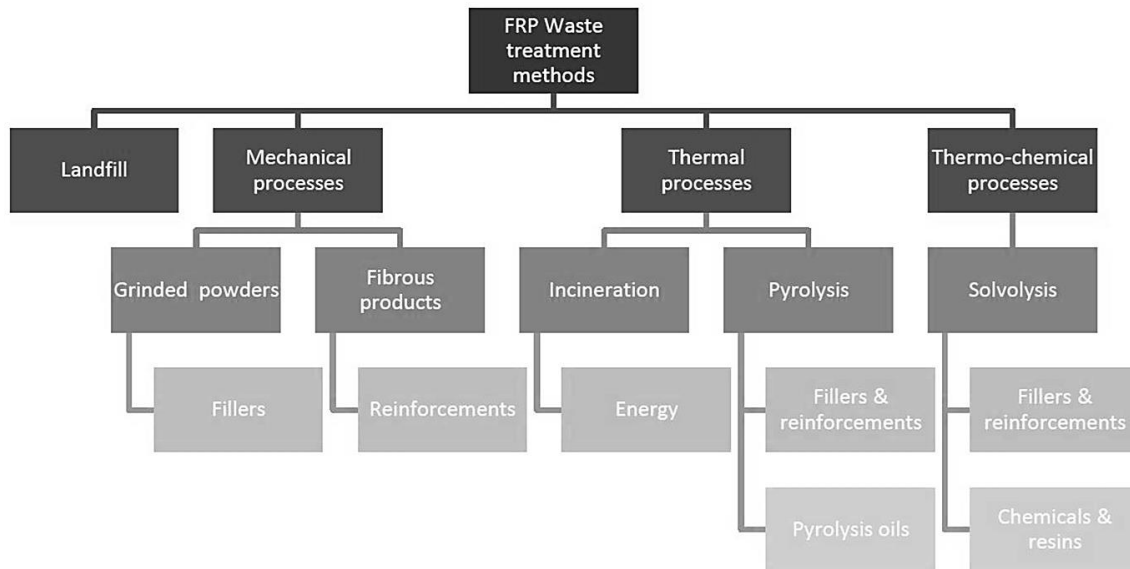 FRP Waste
treatment
methods
Landfill
Mechanical
processes
Thermal
processes
Thermo-chemical
processes
Grinded powders
Fibrous
products
Incineration
Pyrolysis
Solvolysis
Fillers
Reinforcements
Energy
Fillers &
reinforcements
Fillers &
reinforcements
Pyrolysis oils
Chemicals &
resins